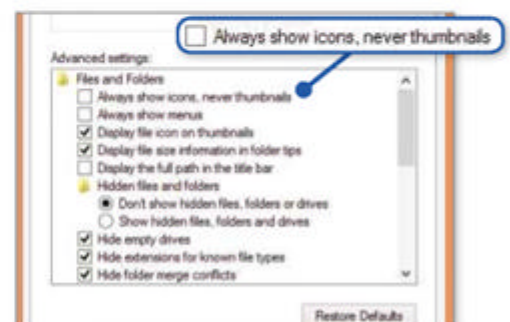 Always show icons, never thumbnails
Advanced settings:
Files and Folders
Always show icons, never thumbnails
Always show menus
Display file icon on thumbnails
Display file size information in folder tips
Display the full path in the title bar
Hidden files and folders
Don't show hidden files, folders or drives
Show hidden files, folders and drives
Hide empty drives
Hide extensions for known file types
Hide folder merge conflicts
Restore Defaults